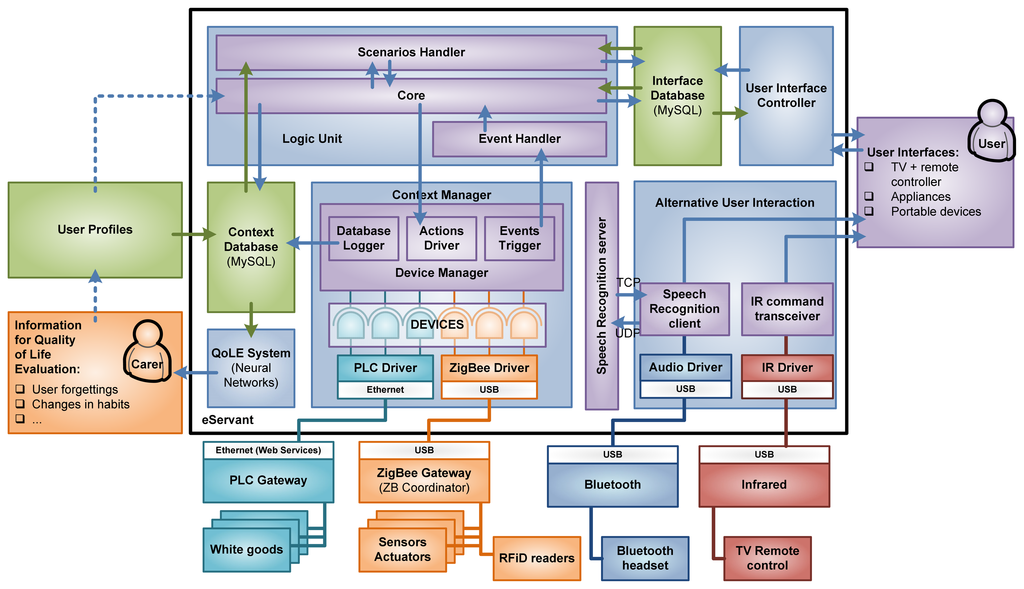 Scenarios Handler
Core
Logic Unit
Event Handler
Interface
Database
(MySQL)
User Interface
Controller
User
User Interfaces:
❑ TV + remote
controller
❑ Appliances
❑ Portable devices
User Profiles
Context
Database
(MySQL)
Context Manager
Database
Logger
Actions
Driver
Events
Trigger
Device Manager
DEVICES
PLC Driver
Ethernet
ZigBee Driver
USB
Speech Recognition server
TCP
UDP
Alternative User Interaction
Speech
Recognition
client
IR command
transceiver
Audio Driver
USB
IR Driver
USB
Information
for Quality
of Life
Evaluation:
❑ User forgettings
❑ Changes in habits
❑ ...
Carer
QoLE System
(Neural
Networks)
eServant
Ethernet (Web Services)
PLC Gateway
White goods
USB
ZigBee Gateway
(ZB Coordinator)
Sensors
Actuators
RFiD readers
USB
Bluetooth
Bluetooth
headset
USB
Infrared
TV Remote
control